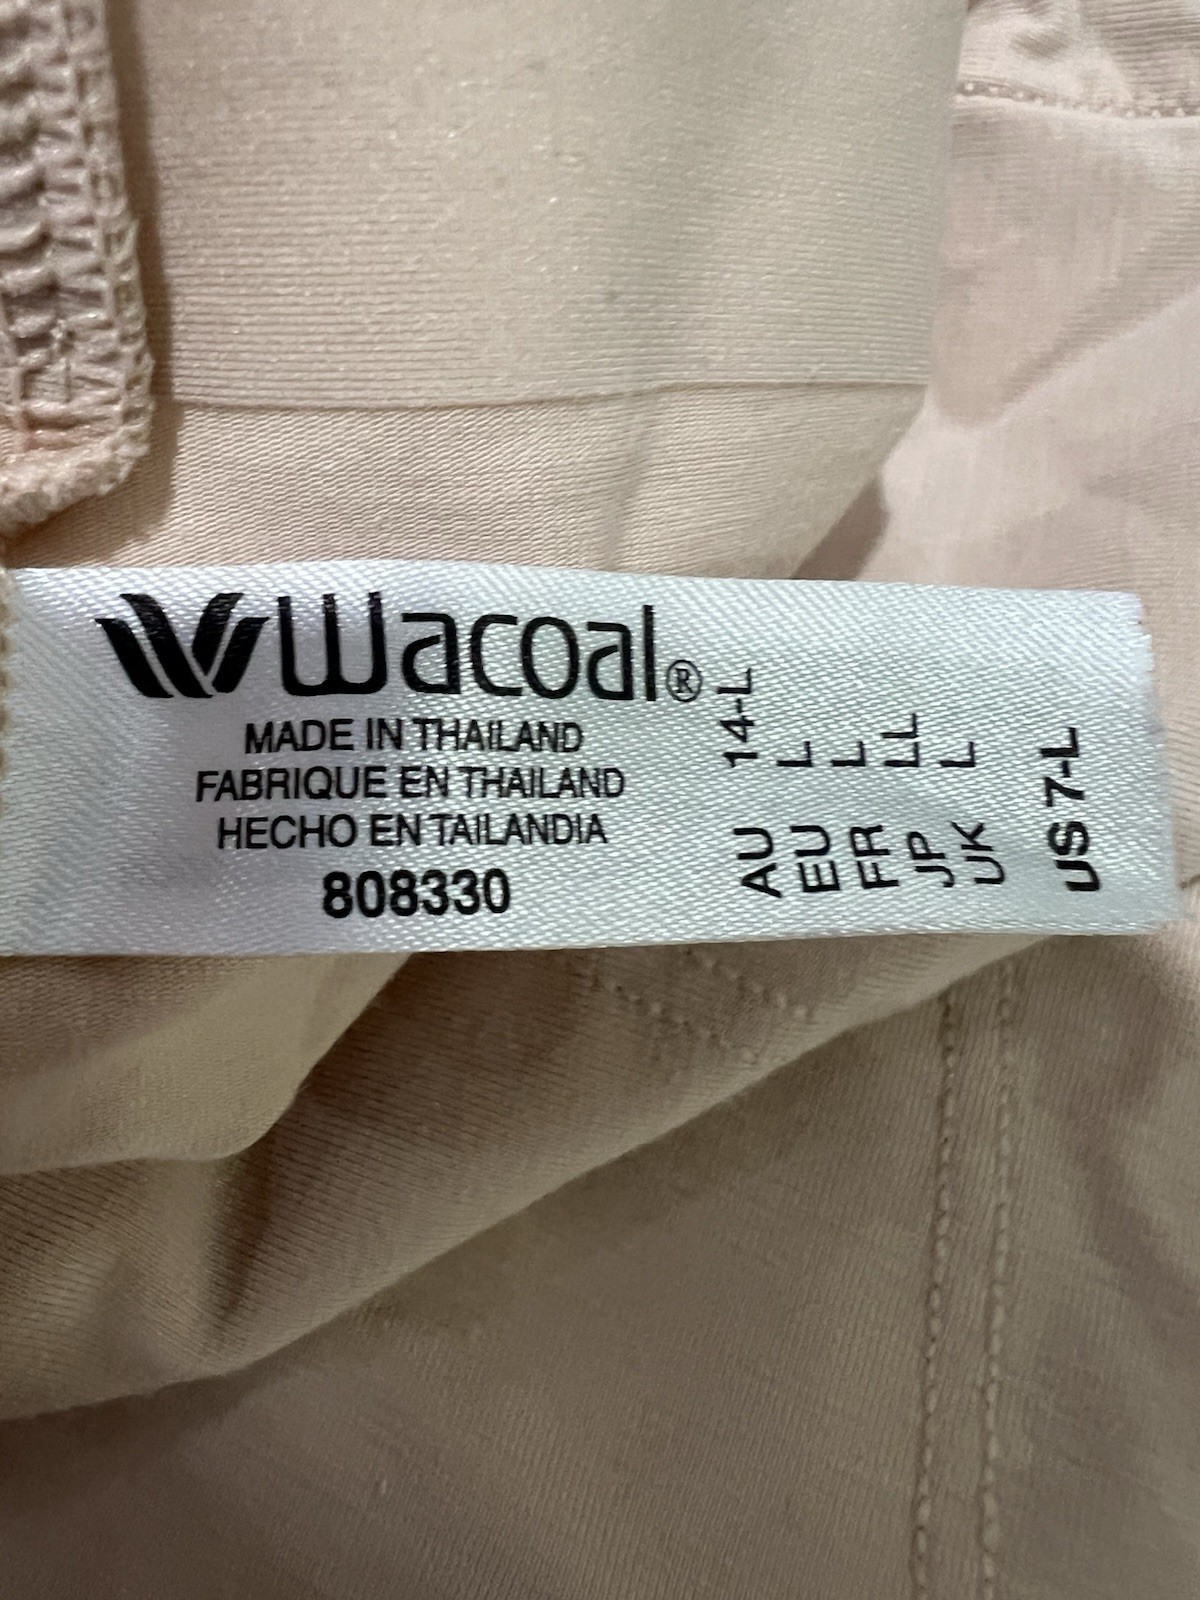 Wacoal®
MADE IN THAILAND
FABRIQUE EN THAILAND
HECHO EN TAILANDIA
808330
AU 14-L
EU L
FR L
JP LL
UK L
US 7-L